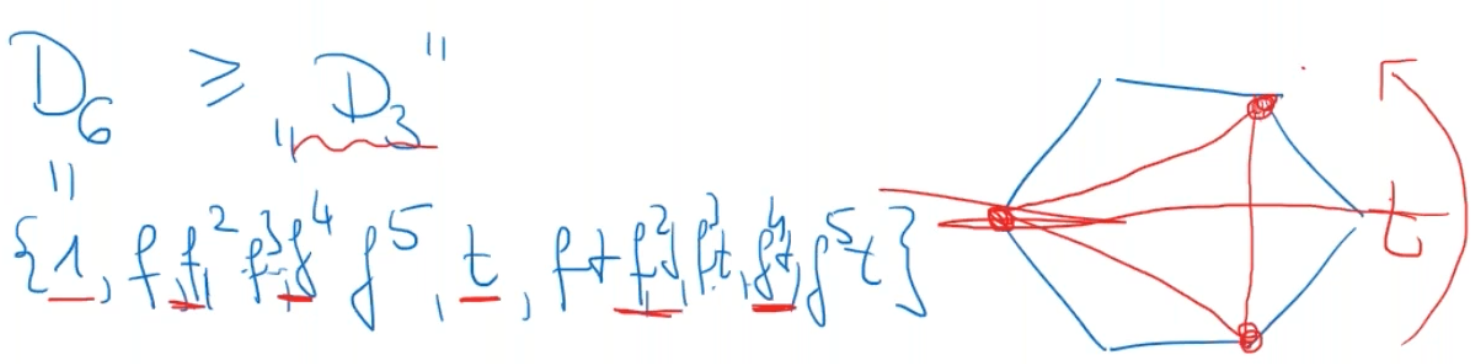 D₆ ≥ "D₃"
"
{1, f, f², f³, f⁴ f⁵, t, ft f²t, f³t, f⁴t, f⁵t}
t